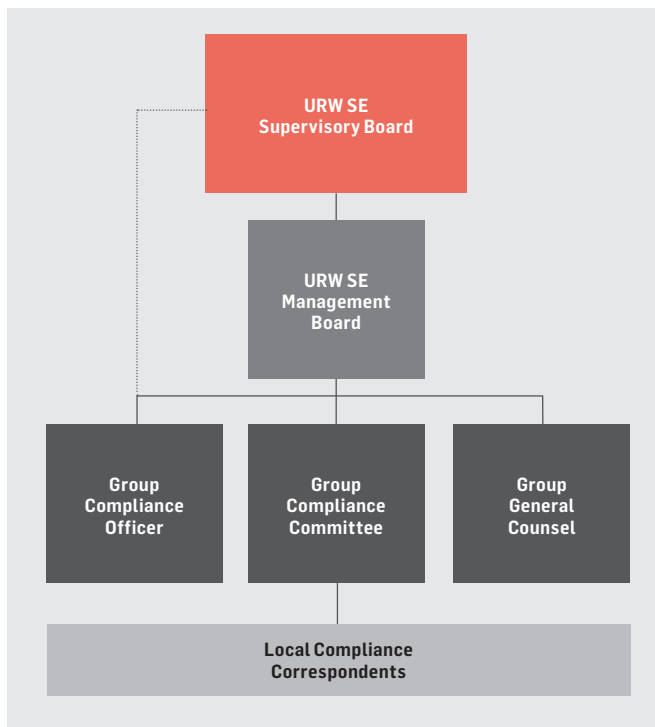 URW SE
Supervisory Board
URW SE
Management
Board
Group
Compliance
Officer
Group
Compliance
Committee
Group
General
Counsel
Local Compliance
Correspondents